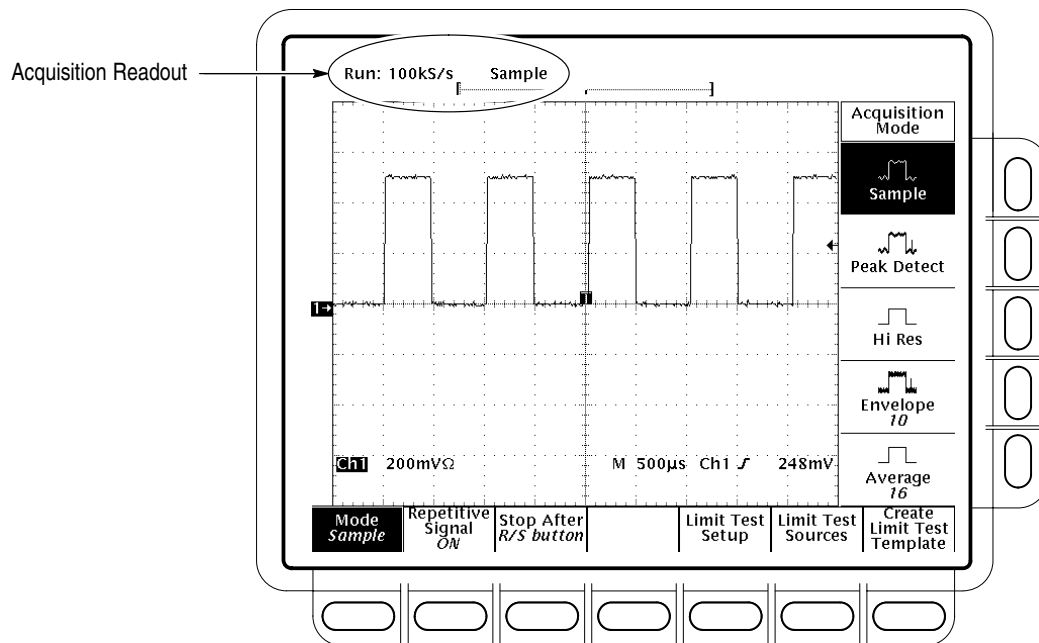 Acquisition Readout
Run: 100kS/s Sample
Acquisition
Mode
Sample
Peak Detect
T
1→
Hi Res
Envelope
10
Ch1 200mVΩ M 500µs Ch1 248mV
Average
16
Mode
Sample
Repetitive
Signal
ON
Stop After
R/S button
Limit Test
Setup
Limit Test
Sources
Create
Limit Test
Template